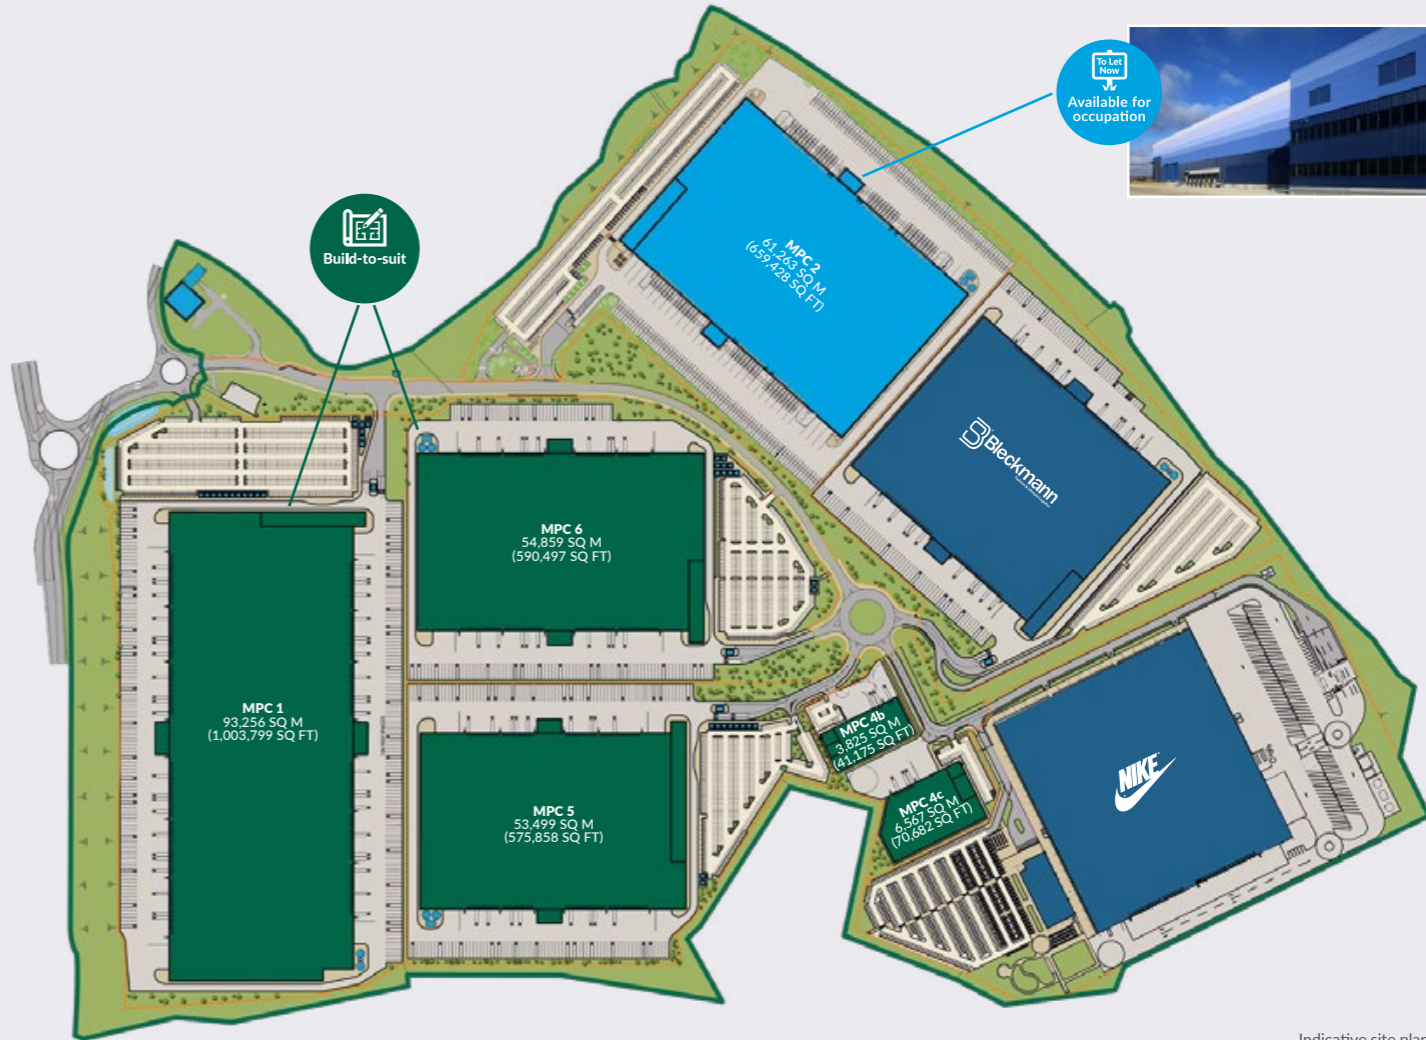 To Let
Now
Available for
occupation
Build-to-suit
MPC 2
61,263 SQ M
(659,428 SQ FT)
Bleckmann
MPC 6
54,859 SQ M
(590,497 SQ FT)
MPC 1
93,256 SQ M
(1,003,799 SQ FT)
MPC 4b
3,825 SQ M
(41,175 SQ FT)
NIKE
MPC 4c
6,567 SQ M
(70,682 SQ FT)
MPC 5
53,499 SQ M
(575,858 SQ FT)
Indicative site plan